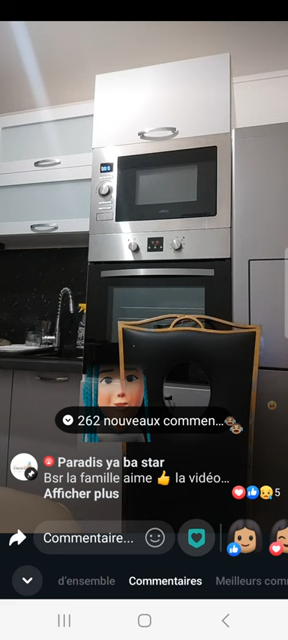 262 nouveaux commen...
Paradis ya ba star
Bsr la famille aime 👍 la vidéo...
Afficher plus
5
Commentaire...
d'ensemble Commentaires Meilleurs com